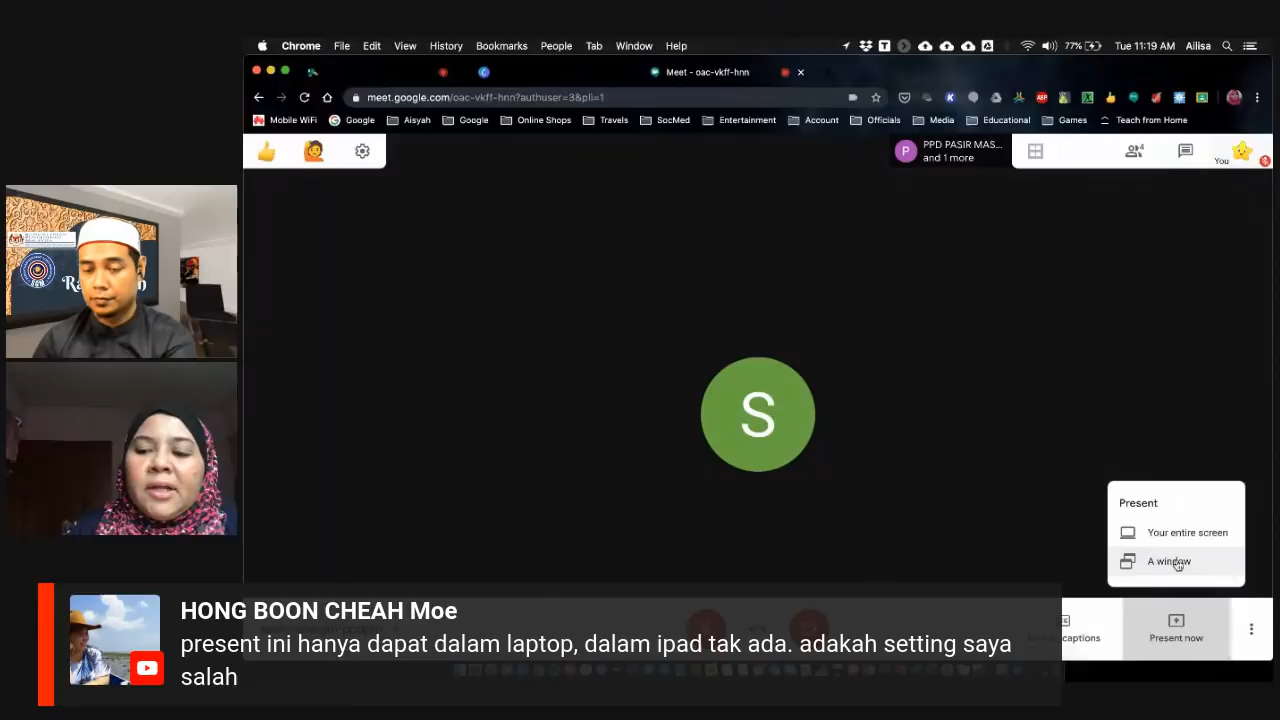 Chrome File Edit View History Bookmarks People Tab Window Help
77% Tue 11:19 AM Ailisa
Meet - oac-vkff-hnn
meet.google.com/oac-vkff-hnn?authuser=3&pli=1
Mobile WiFi Google Aisyah Google Online Shops Travels SocMed Entertainment Account Officials Media Educational Games Teach from Home
P PPD PASIR MAS...
and 1 more
4
You
S
Present
Your entire screen
A window
captions
Present now
HONG BOON CHEAH Moe
present ini hanya dapat dalam laptop, dalam ipad tak ada. adakah setting saya
salah